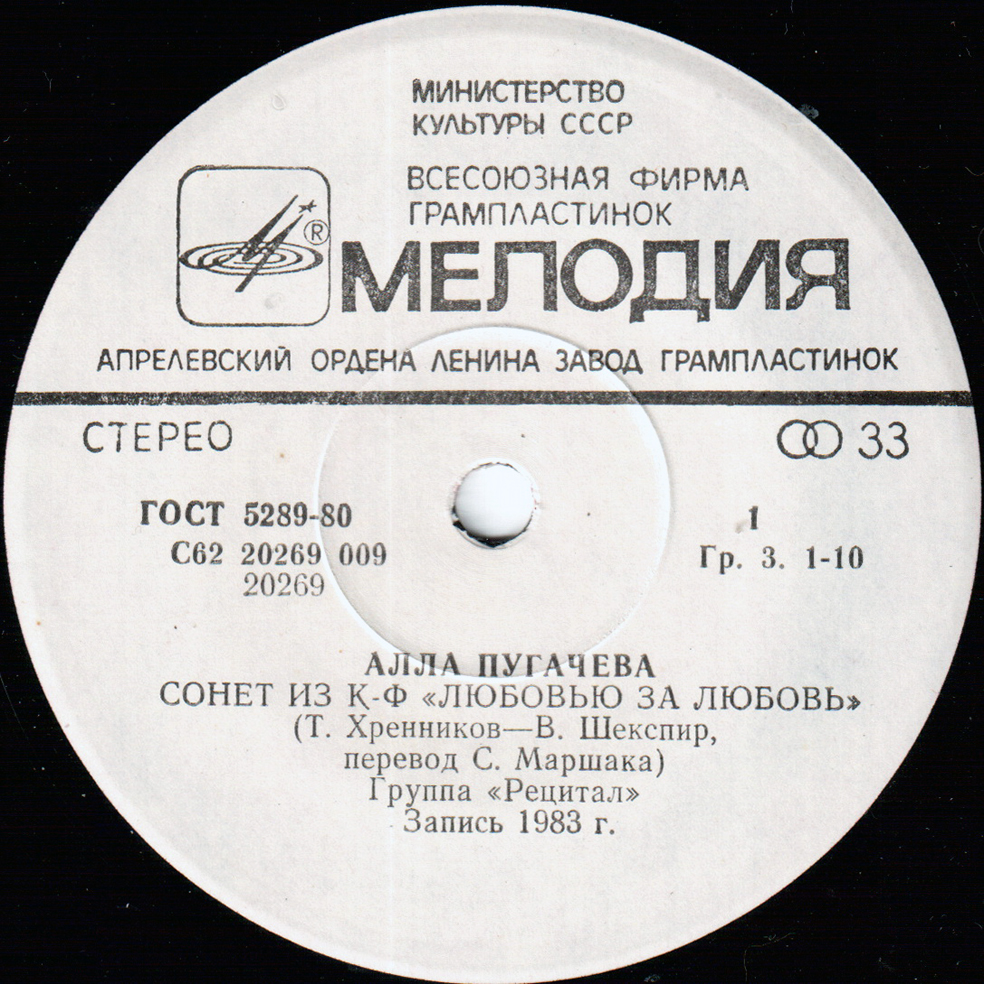 МИНИСТЕРСТВО
КУЛЬТУРЫ СССР
ВСЕСОЮЗНАЯ ФИРМА
ГРАМПЛАСТИНОК
®
МЕЛОДИЯ
АПРЕЛЕВСКИЙ ОРДЕНА ЛЕНИНА ЗАВОД ГРАМПЛАСТИНОК
СТЕРЕО 33
ГОСТ 5289-80 1
С62 20269 009 Гр. 3. 1-10
20269
АЛЛА ПУГАЧЕВА
СОНЕТ ИЗ К-Ф «ЛЮБОВЬЮ ЗА ЛЮБОВЬ»
(Т. Хренников—В. Шекспир,
перевод С. Маршака)
Группа «Рецитал»
Запись 1983 г.